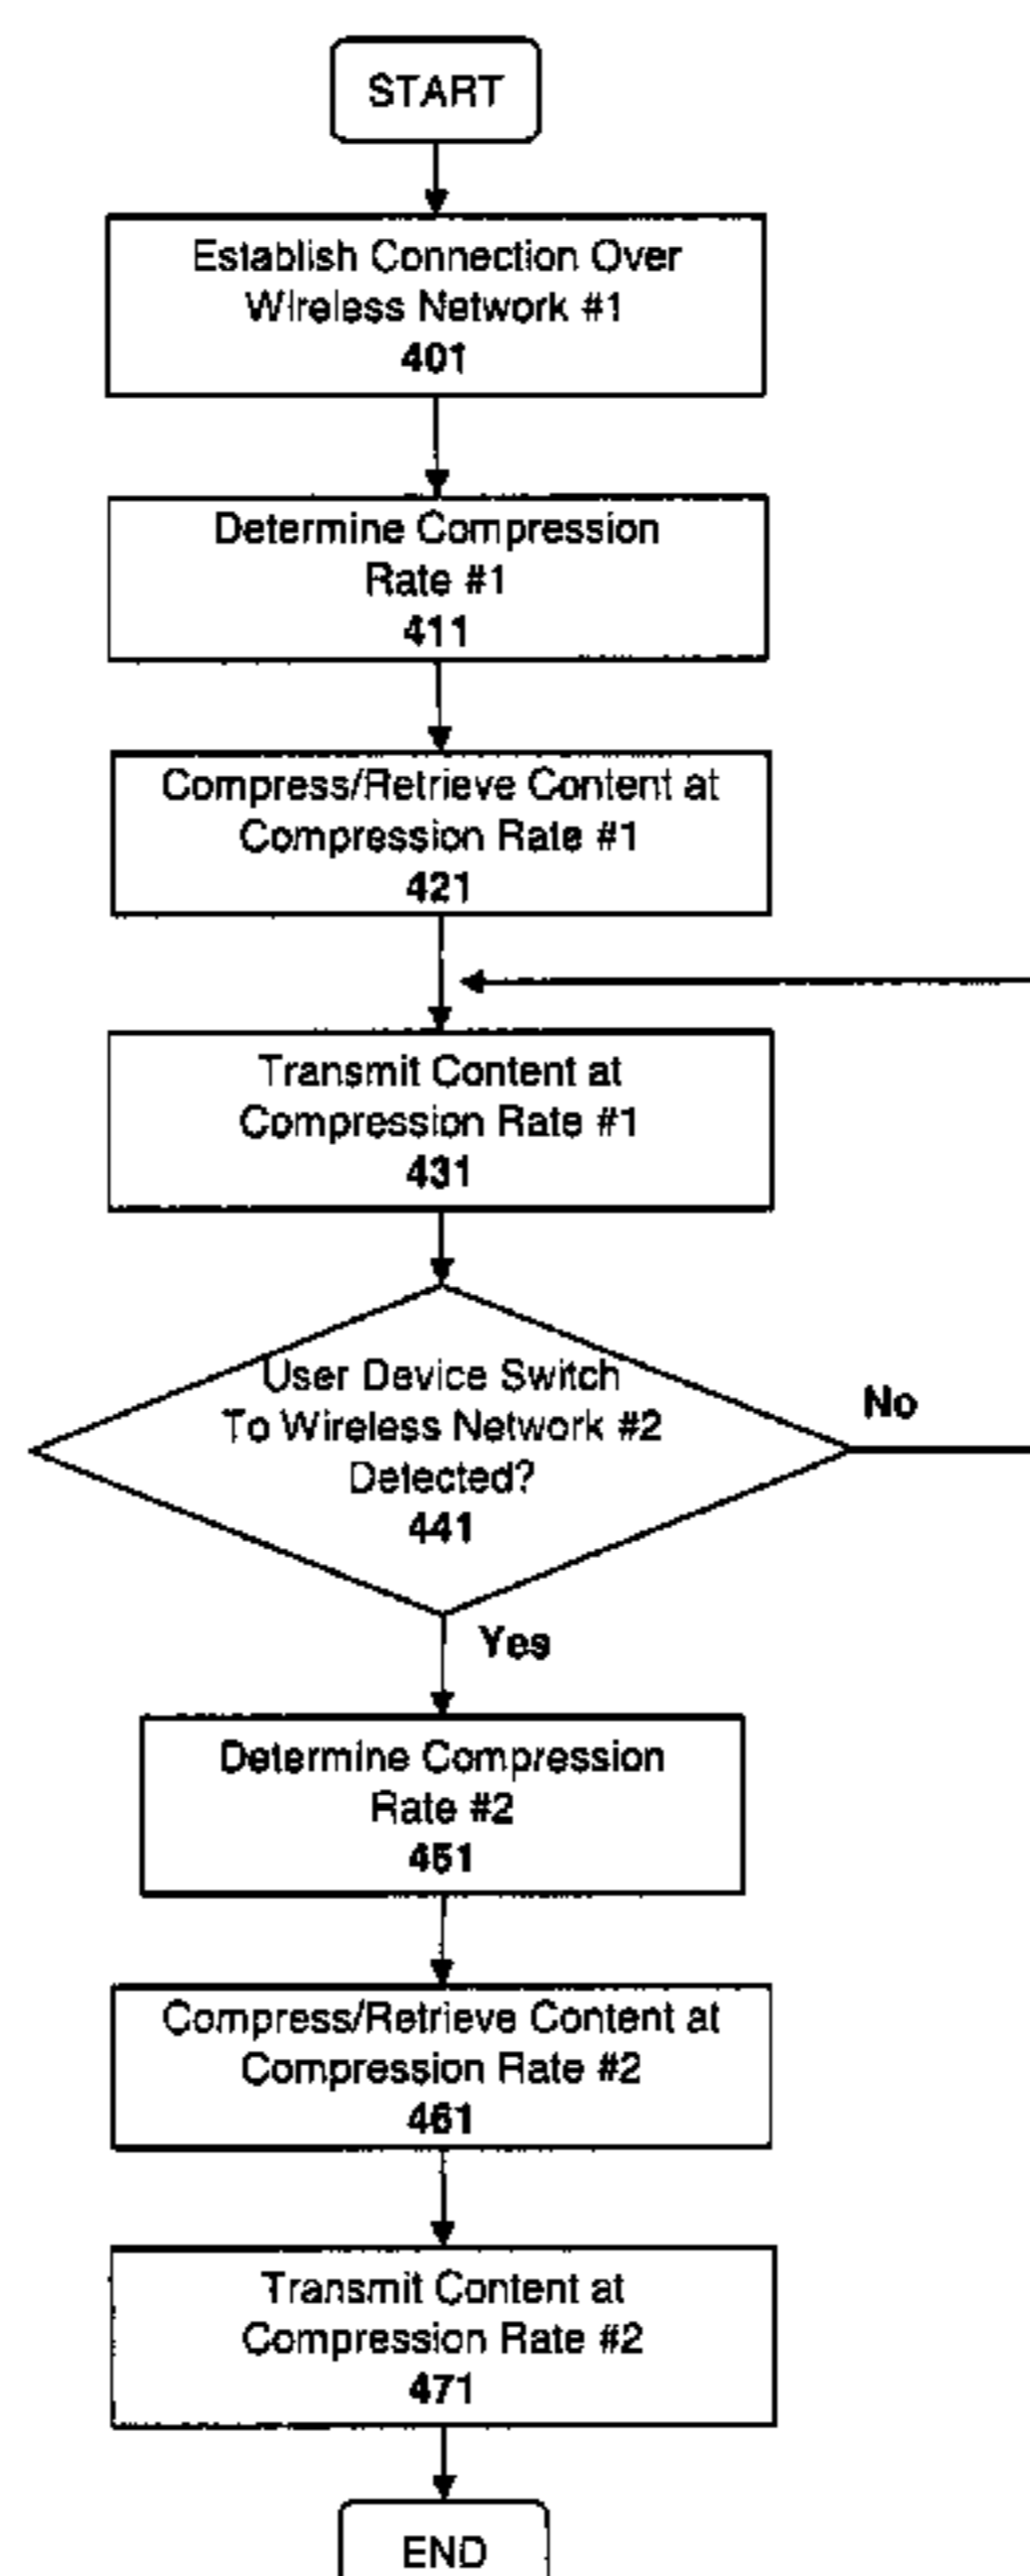 START
Establish Connection Over
Wireless Network #1
401
Determine Compression
Rate #1
411
Compress/Retrieve Content at
Compression Rate #1
421
Transmit Content at
Compression Rate #1
431
User Device Switch
To Wireless Network #2
Detected?
441
No
Yes
Determine Compression
Rate #2
451
Compress/Retrieve Content at
Compression Rate #2
461
Transmit Content at
Compression Rate #2
471
END